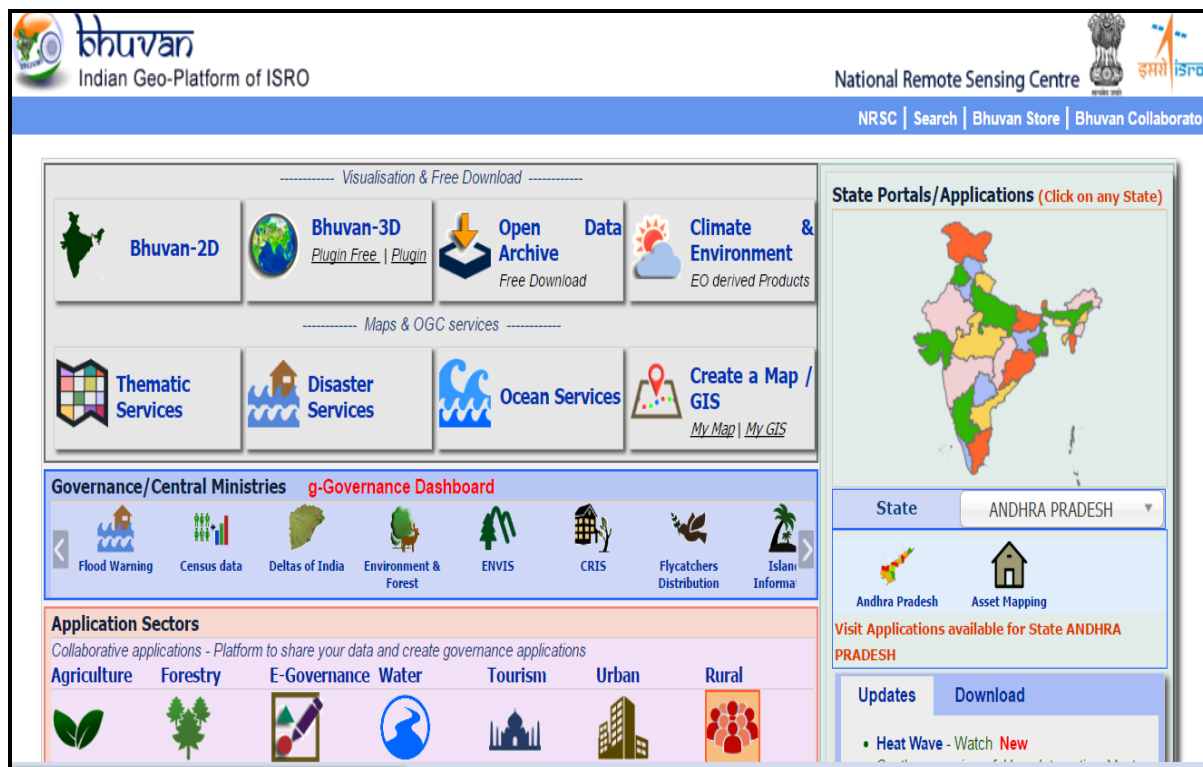 bhuvan
Indian Geo-Platform of ISRO
National Remote Sensing Centre
इसरो isro
NRSC | Search | Bhuvan Store | Bhuvan Collaborato
------------ Visualisation & Free Download ------------
Bhuvan-2D
Bhuvan-3D
Plugin Free | Plugin
Open Data
Archive
Free Download
Climate &
Environment
EO derived Products
------------ Maps & OGC services ------------
Thematic
Services
Disaster
Services
Ocean Services
Create a Map /
GIS
My Map | My GIS
Governance/Central Ministries g-Governance Dashboard
Flood Warning
Census data
Deltas of India
Environment &
Forest
ENVIS
CRIS
Flycatchers
Distribution
Islan
Informa
Application Sectors
Collaborative applications - Platform to share your data and create governance applications
Agriculture Forestry E-Governance Water Tourism Urban Rural
State Portals/Applications (Click on any State)
State ANDHRA PRADESH
Andhra Pradesh Asset Mapping
Visit Applications available for State ANDHRA
PRADESH
Updates Download
Heat Wave - Watch New